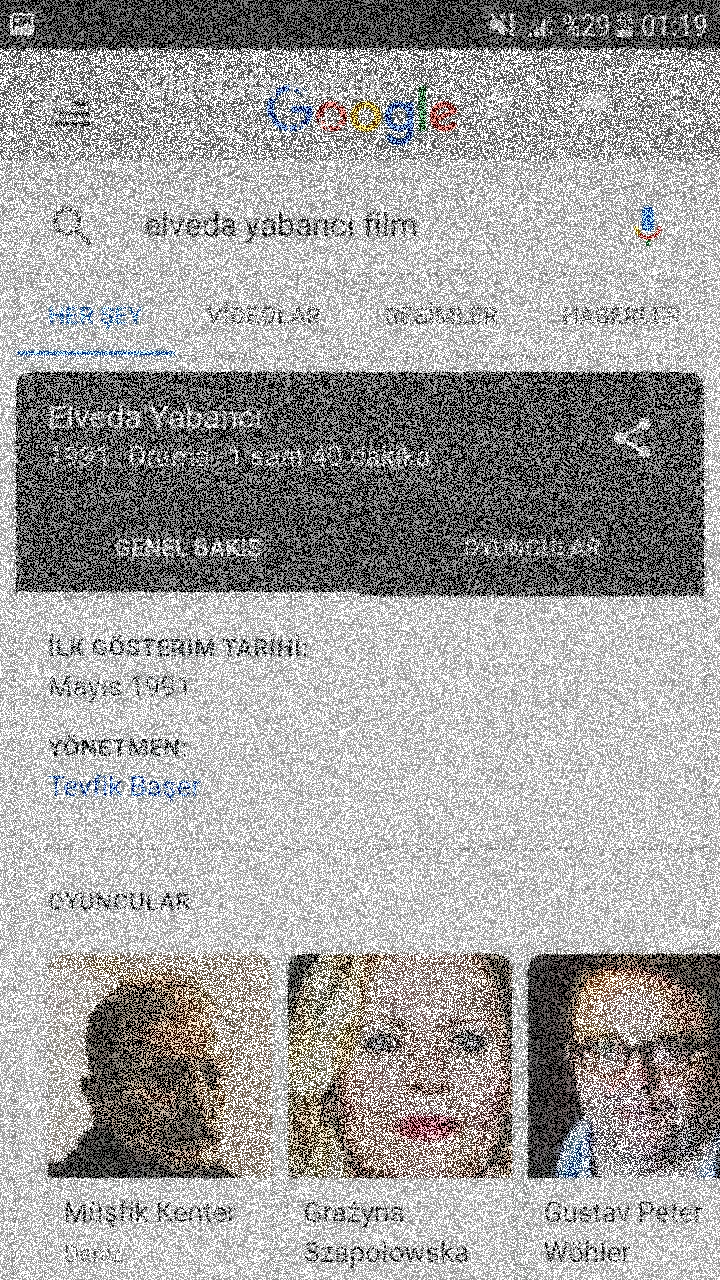 %29 01:19
Google
elveda yabancı film
HER ŞEY VİDEOLAR GÖRSELLER HABERLER
Elveda Yabancı
1991 Drama 1 saat 40 dakika
GENEL BAKIŞ OYUNCULAR
İLK GÖSTERİM TARİHİ:
Mayıs 1991
YÖNETMEN:
Tevfik Başer
OYUNCULAR
Müşfik Kenter Grażyna Gustav Peter
Deniz Szapołowska Wöhler